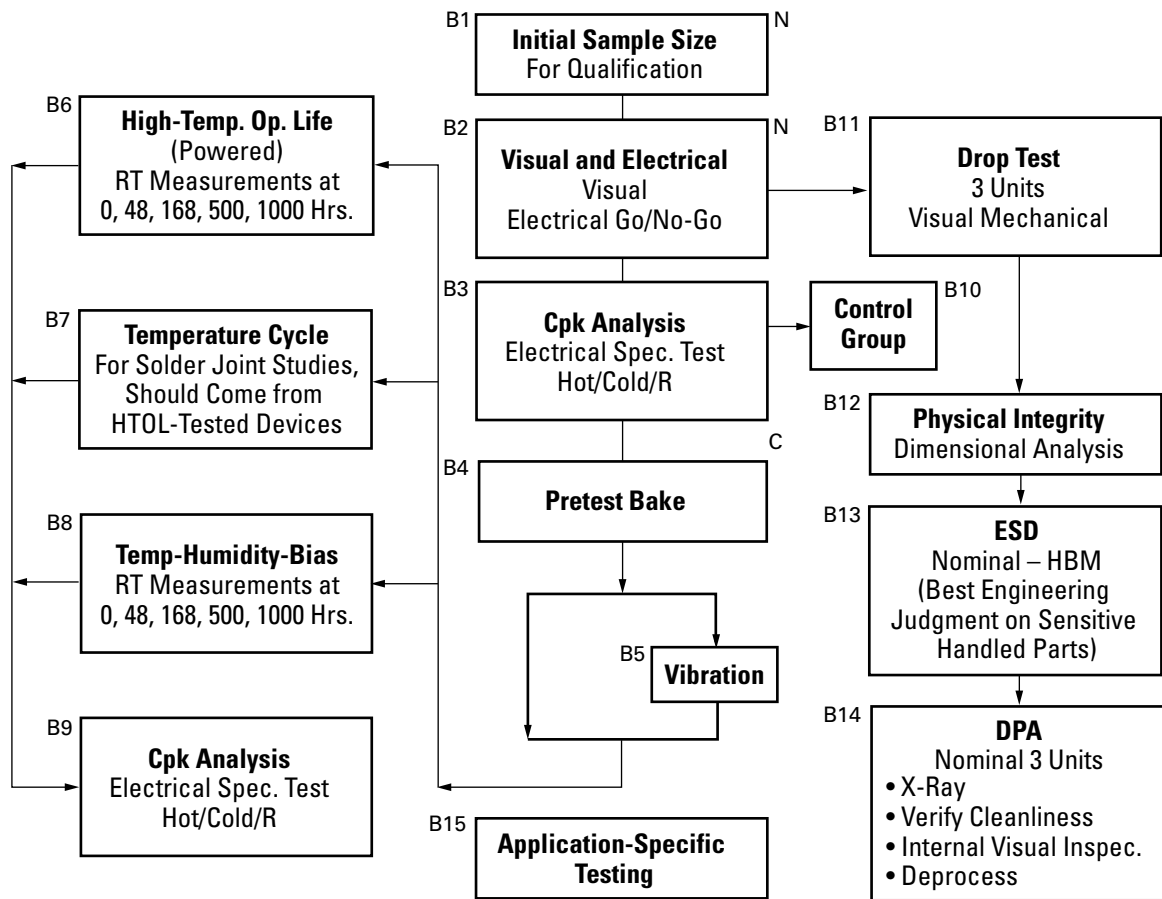 B1
N
Initial Sample Size
For Qualification
B6
High-Temp. Op. Life
(Powered)
RT Measurements at
0, 48, 168, 500, 1000 Hrs.
B2
N
Visual and Electrical
Visual
Electrical Go/No-Go
B11
Drop Test
3 Units
Visual Mechanical
B7
Temperature Cycle
For Solder Joint Studies,
Should Come from
HTOL-Tested Devices
B3
Cpk Analysis
Electrical Spec. Test
Hot/Cold/R
B10
Control
Group
B12
Physical Integrity
Dimensional Analysis
B4
C
Pretest Bake
B8
Temp-Humidity-Bias
RT Measurements at
0, 48, 168, 500, 1000 Hrs.
B13
ESD
Nominal – HBM
(Best Engineering
Judgment on Sensitive
Handled Parts)
B5
Vibration
B9
Cpk Analysis
Electrical Spec. Test
Hot/Cold/R
B14
DPA
Nominal 3 Units
• X-Ray
• Verify Cleanliness
• Internal Visual Inspec.
• Deprocess
B15
Application-Specific
Testing